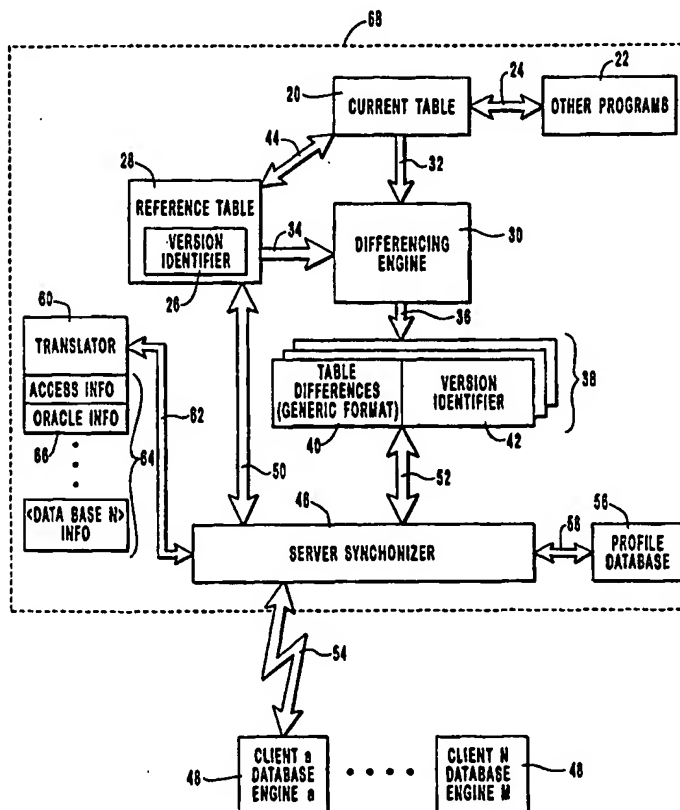 68
20
24
22
CURRENT TABLE
OTHER PROGRAMS
44
28
32
REFERENCE TABLE
34
30
VERSION
IDENTIFIER
DIFFERENCING
ENGINE
26
60
36
TRANSLATOR
38
ACCESS INFO
TABLE
DIFFERENCES
(GENERIC FORMAT)
VERSION
IDENTIFIER
ORACLE INFO
62
66
64
40
42
50
52
<DATA BASE N>
INFO
46
58
56
SERVER SYNCHONIZER
PROFILE
DATABASE
54
CLIENT a
DATABASE
ENGINE a
48
CLIENT N
DATABASE
ENGINE M
48